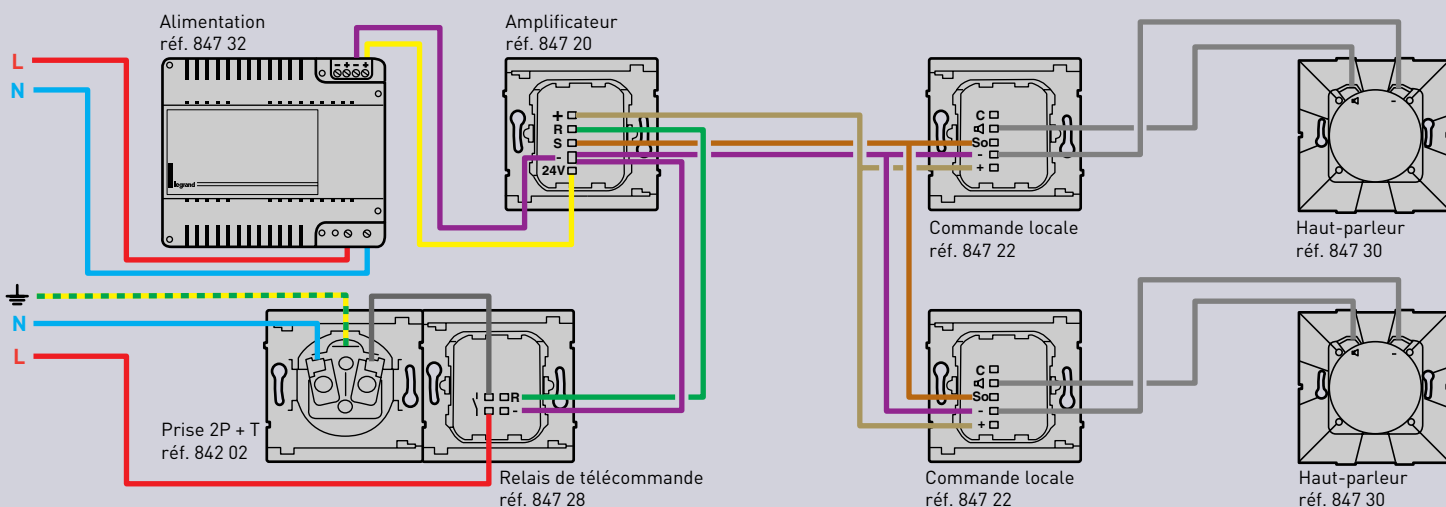 Alimentation
réf. 847 32
Amplificateur
réf. 847 20
L
N
- + - +
legrand
+
R
S
-
24V
C
So
-
+
Commande locale
réf. 847 22
-
Haut-parleur
réf. 847 30
N
L
Prise 2P + T
réf. 842 02
R
-
Relais de télécommande
réf. 847 28
C
So
-
+
Commande locale
réf. 847 22
-
Haut-parleur
réf. 847 30